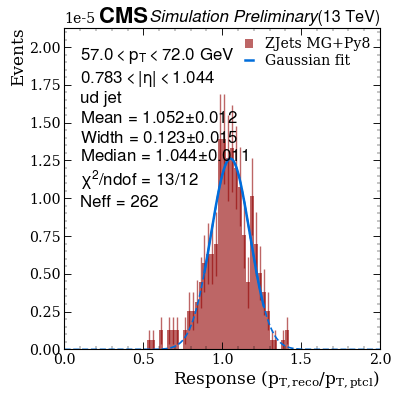 1e-5 CMS Simulation Preliminary (13 TeV)
Events
57.0 < p_T < 72.0 GeV
0.783 < |η| < 1.044
ud jet
Mean = 1.052±0.012
Width = 0.123±0.015
Median = 1.044±0.011
χ²/ndof = 13/12
Neff = 262
ZJets MG+Py8
Gaussian fit
2.00
1.75
1.50
1.25
1.00
0.75
0.50
0.25
0.00
0.0 0.5 1.0 1.5 2.0
Response (p_T,reco/p_T,ptcl)